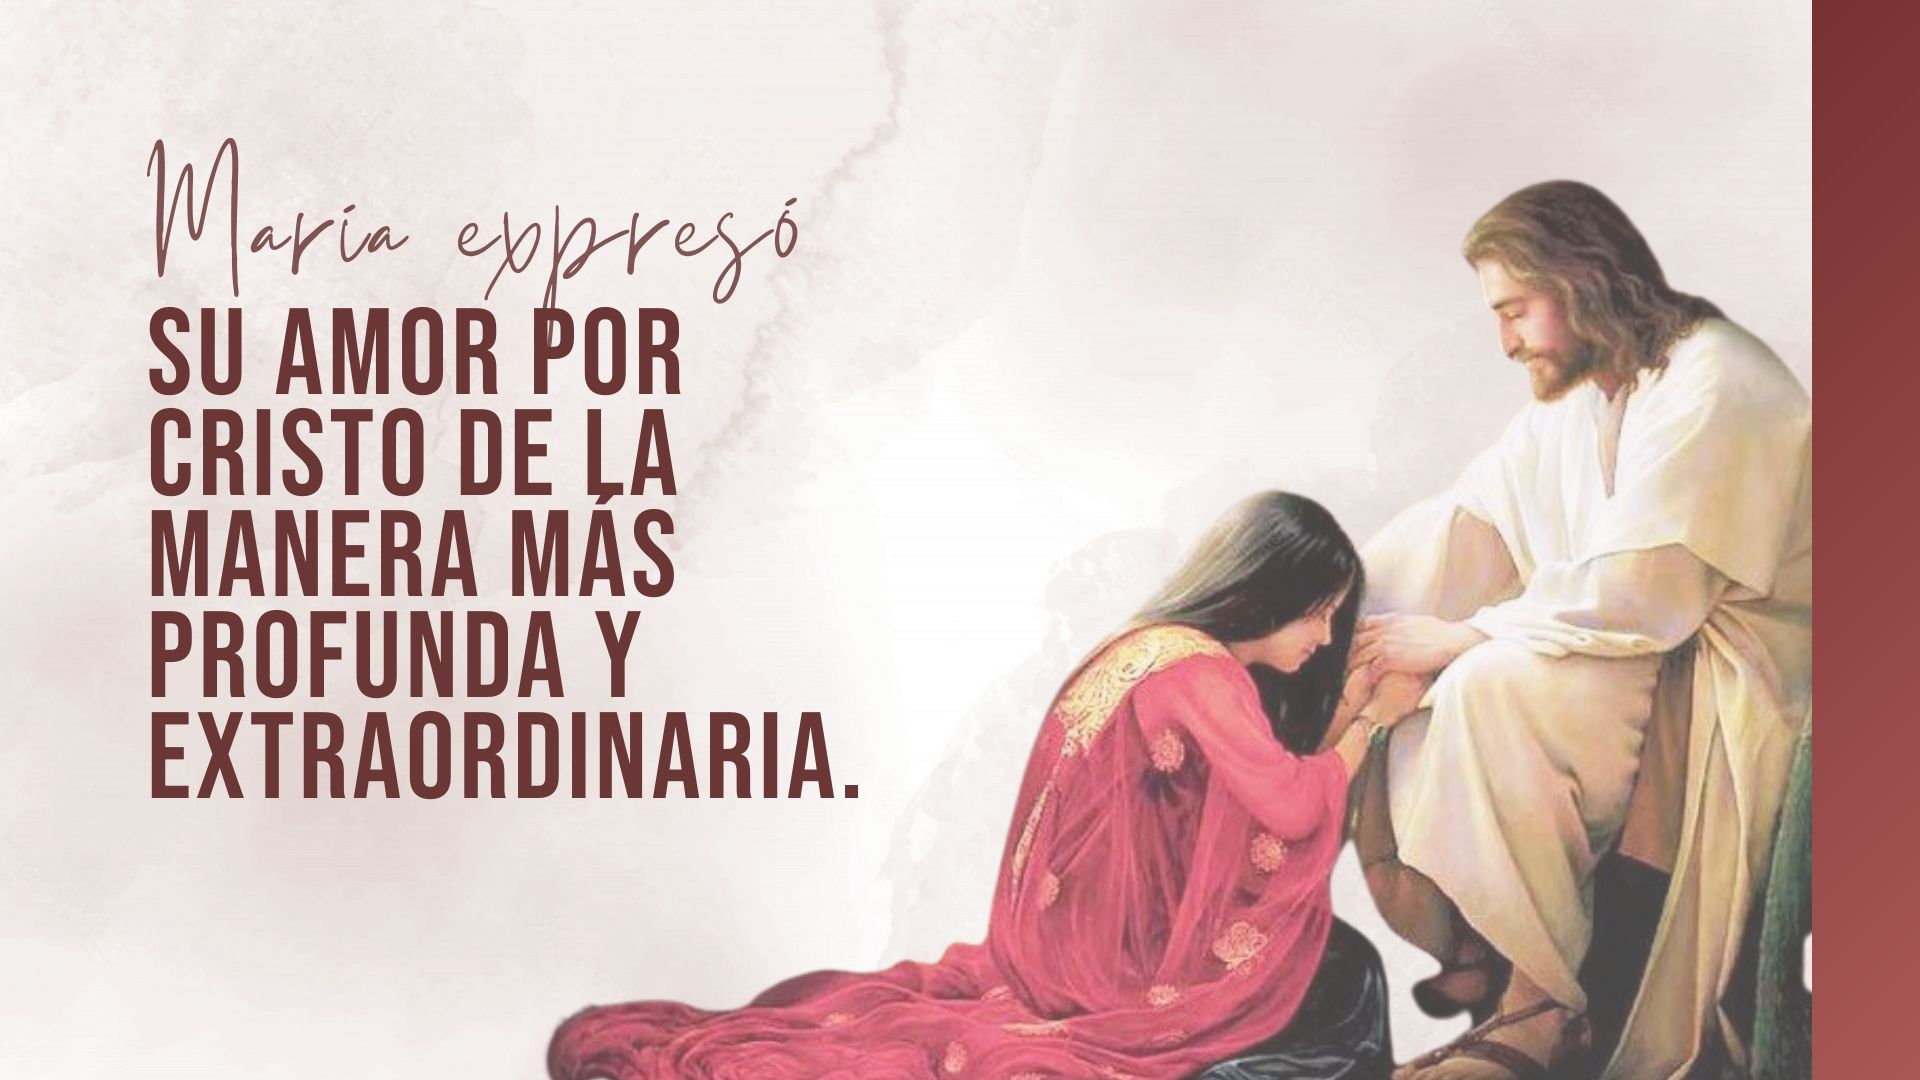 María expresó
SU AMOR POR
CRISTO DE LA
MANERA MÁS
PROFUNDA Y
EXTRAORDINARIA.